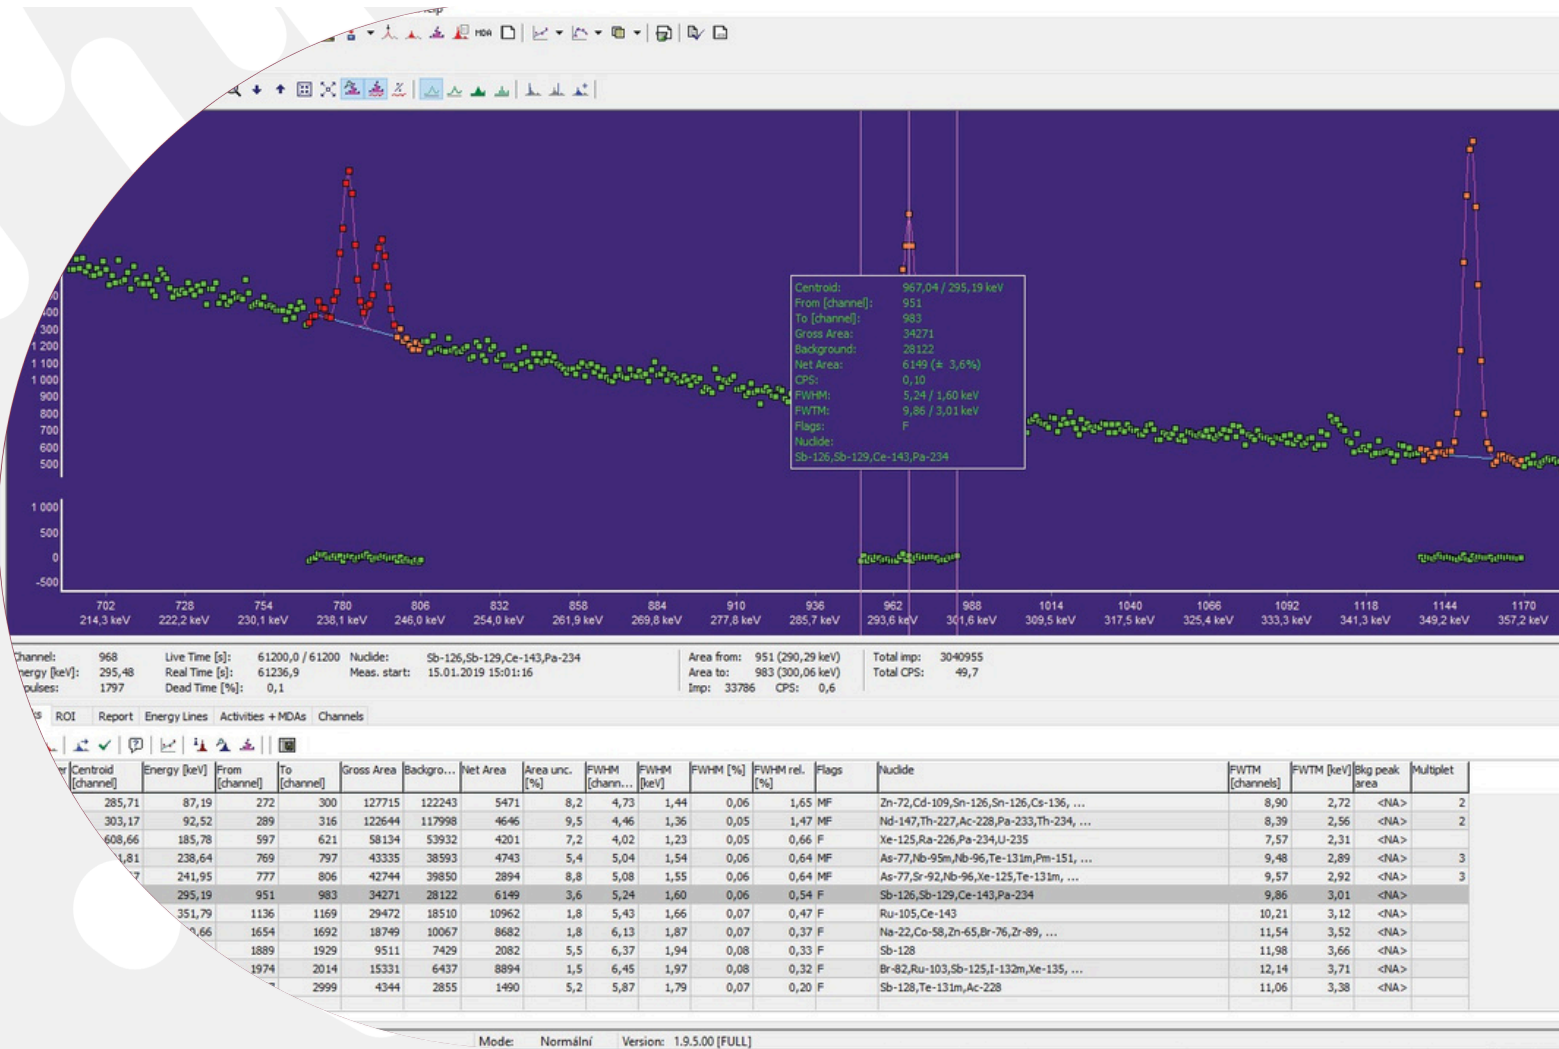 MDA
300
1 200
1 100
1 000
900
800
700
600
500
1 000
500
0
-500
Centroid: 967,04 / 295,19 keV
From [channel]: 951
To [channel]: 983
Gross Area: 34271
Background: 28122
Net Area: 6149 (± 3,6%)
CPS: 0,10
FWHM: 5,24 / 1,60 keV
FWTM: 9,86 / 3,01 keV
Flags: F
Nuclide:
Sb-126,Sb-129,Ce-143,Pa-234
702 728 754 780 806 832 858 884 910 936 962 988 1014 1040 1066 1092 1118 1144 1170
214,3 keV 222,2 keV 230,1 keV 238,1 keV 246,0 keV 254,0 keV 261,9 keV 269,8 keV 277,8 keV 285,7 keV 293,6 keV 301,6 keV 309,5 keV 317,5 keV 325,4 keV 333,3 keV 341,3 keV 349,2 keV 357,2 keV
Channel: 968 Live Time [s]: 61200,0 / 61200 Nuclide: Sb-126,Sb-129,Ce-143,Pa-234 Area from: 951 (290,29 keV) Total imp: 3040955
[keV]: 295,48 Real Time [s]: 61236,9 Meas. start: 15.01.2019 15:01:16 Area to: 983 (300,06 keV) Total CPS: 49,7
1797 Dead Time [%]: 0,1 Imp: 33786 CPS: 0,6
ROI Report Energy Lines Activities + MDAs Channels
Centroid [channel] Energy [keV] From [channel] To [channel] Gross Area Backgro... Net Area Area unc. [%] FWHM [chann... FWHM [keV] FWHM [%] FWHM rel. [%] Flags Nuclide FWTM [channels] FWTM [keV] Bkg peak area Multiplet
285,71 87,19 272 300 127715 122243 5471 8,2 4,73 1,44 0,06 1,65 MF Zn-72,Cd-109,Sn-126,Sn-126,Cs-136, ... 8,90 2,72 <NA> 2
303,17 92,52 289 316 122644 117998 4646 9,5 4,46 1,36 0,05 1,47 MF Nd-147,Th-227,Ac-228,Pa-233,Th-234, ... 8,39 2,56 <NA> 2
608,66 185,78 597 621 58134 53932 4201 7,2 4,02 1,23 0,05 0,66 F Xe-125,Ra-226,Pa-234,U-235 7,57 2,31 <NA>
238,64 769 797 43335 38593 4743 5,4 5,04 1,54 0,06 0,64 MF As-77,Nb-95m,Nb-96,Te-131m,Pm-151, ... 9,48 2,89 <NA> 3
241,95 777 806 42744 39850 2894 8,8 5,08 1,55 0,06 0,64 MF As-77,Sr-92,Nb-96,Xe-125,Te-131m, ... 9,57 2,92 <NA> 3
295,19 951 983 34271 28122 6149 3,6 5,24 1,60 0,06 0,54 F Sb-126,Sb-129,Ce-143,Pa-234 9,86 3,01 <NA>
351,79 1136 1169 29472 18510 10962 1,8 5,43 1,66 0,07 0,47 F Ru-105,Ce-143 10,21 3,12 <NA>
1654 1692 18749 10067 8682 1,8 6,13 1,87 0,07 0,37 F Na-22,Co-58,Zn-65,Br-76,Zr-89, ... 11,54 3,52 <NA>
1889 1929 9511 7429 2082 5,5 6,37 1,94 0,08 0,33 F Sb-128 11,98 3,66 <NA>
1974 2014 15331 6437 8894 1,5 6,45 1,97 0,08 0,32 F Br-82,Ru-103,Sb-125,I-132m,Xe-135, ... 12,14 3,71 <NA>
2999 4344 2855 1490 5,2 5,87 1,79 0,07 0,20 F Sb-128,Te-131m,Ac-228 11,06 3,38 <NA>
Mode: Normální Version: 1.9.5.00 [FULL]